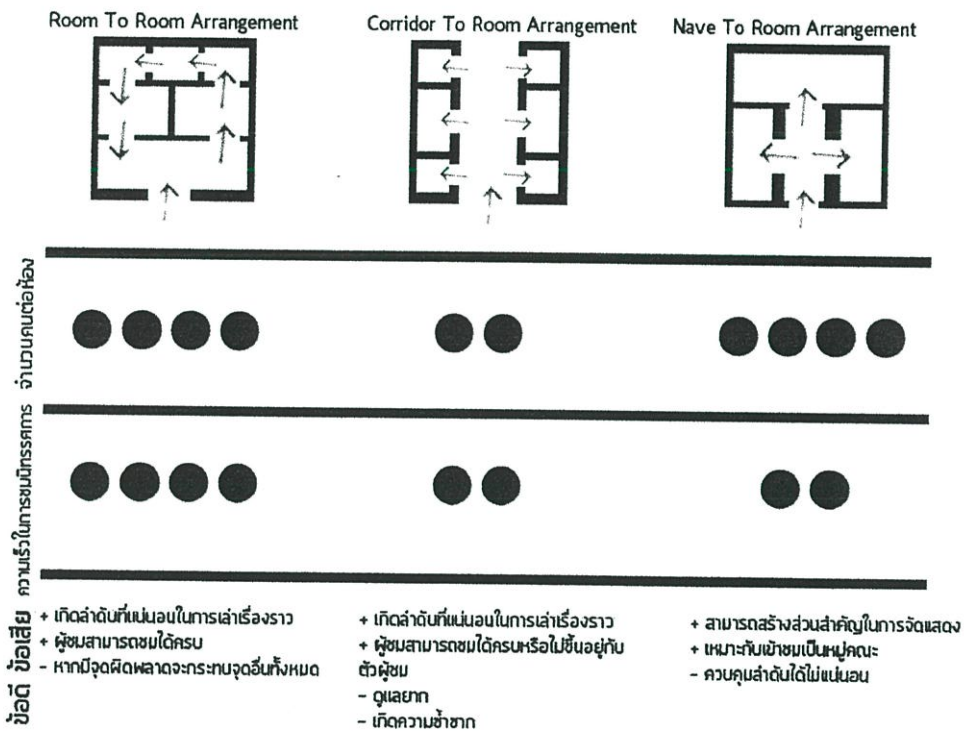 Room To Room Arrangement
Corridor To Room Arrangement
Nave To Room Arrangement
จำนวนคนต่อห้อง
ความเร็วในการชมนิทรรศการ
ข้อดี ข้อเสีย
+ เกิดลำดับที่แน่นอนในการเล่าเรื่องราว
+ ผู้ชมสามารถชมได้ครบ
- หากมีจุดผิดพลาดจะกระทบจุดอื่นทั้งหมด
+ เกิดลำดับที่แน่นอนในการเล่าเรื่องราว
+ ผู้ชมสามารถชมได้ครบหรือไม่ขึ้นอยู่กับ
ตัวผู้ชม
- ดูแลยาก
- เกิดความซ้ำซาก
+ สามารถสร้างส่วนสำคัญในการจัดแสดง
+ เหมาะกับเข้าชมเป็นหมู่คณะ
- ควบคุมลำดับได้ไม่แน่นอน